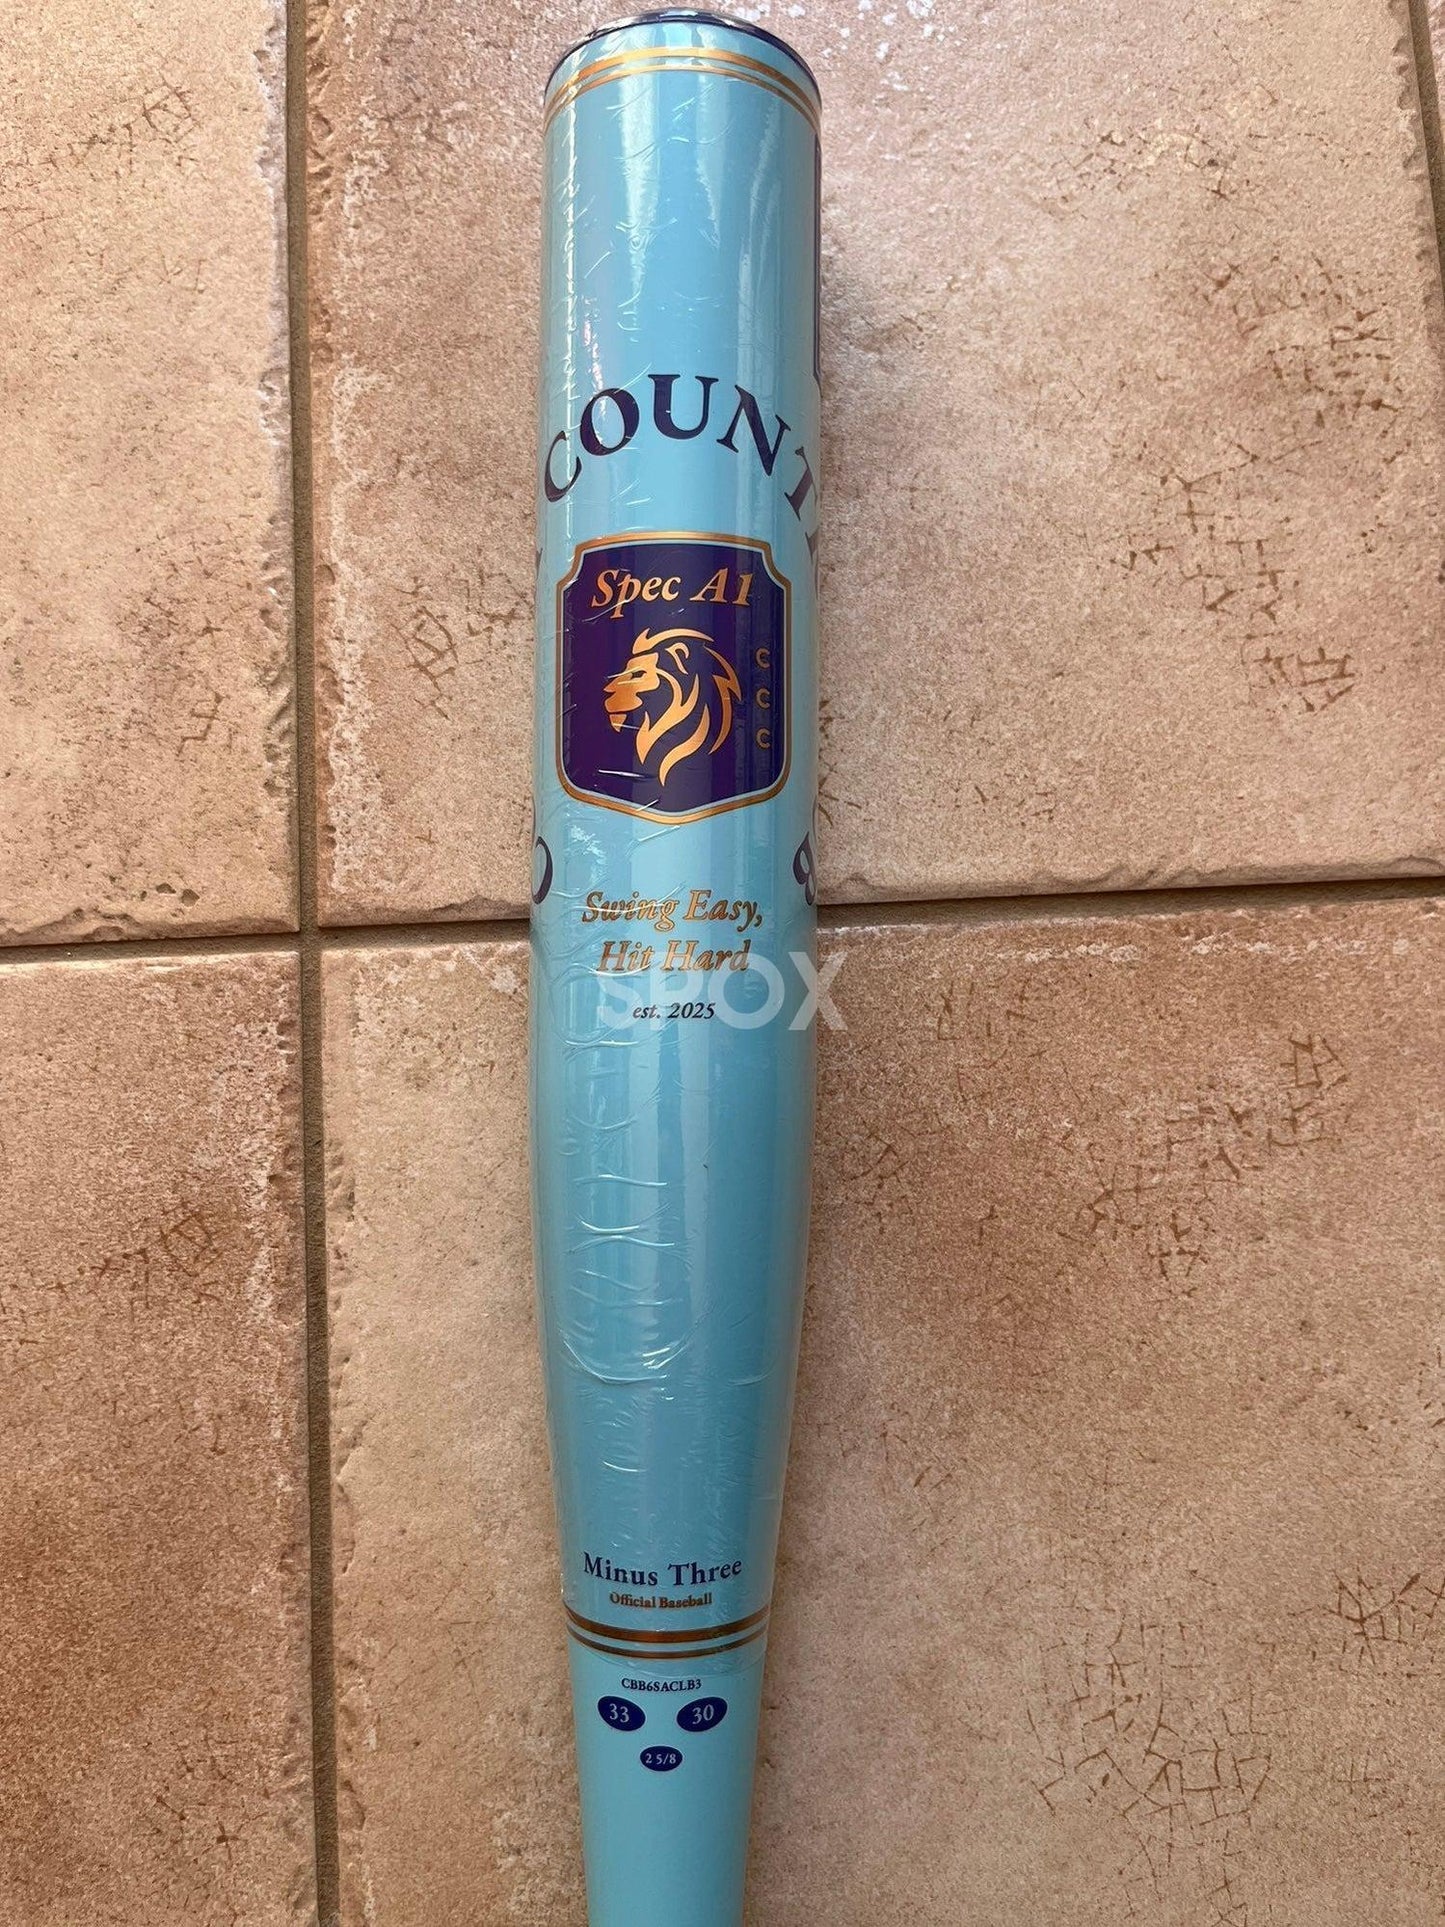 COUNT
Spec A1
C
C
C
Swing Easy,
Hit Hard
SPOX
est. 2025
Minus Three
Official Baseball
CBB6SACLB3
33 30
2 5/8